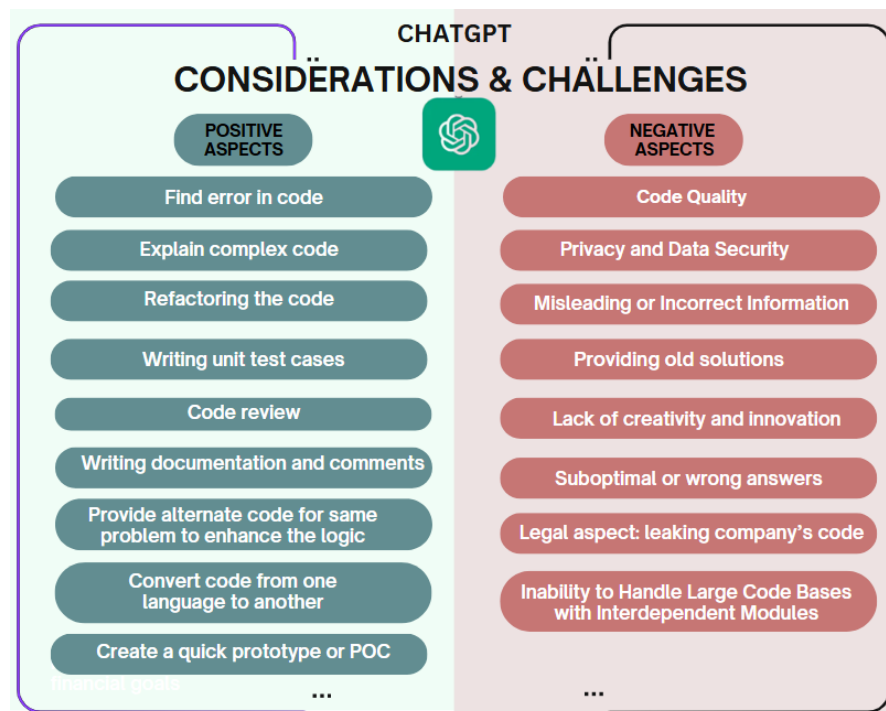 CHATGPT
CONSIDERATIONS & CHALLENGES
POSITIVE
ASPECTS
Find error in code
Explain complex code
Refactoring the code
Writing unit test cases
Code review
Writing documentation and comments
Provide alternate code for same
problem to enhance the logic
Convert code from one
language to another
Create a quick prototype or POC
financial goals
...
NEGATIVE
ASPECTS
Code Quality
Privacy and Data Security
Misleading or Incorrect Information
Providing old solutions
Lack of creativity and innovation
Suboptimal or wrong answers
Legal aspect: leaking company’s code
Inability to Handle Large Code Bases
with Interdependent Modules
...